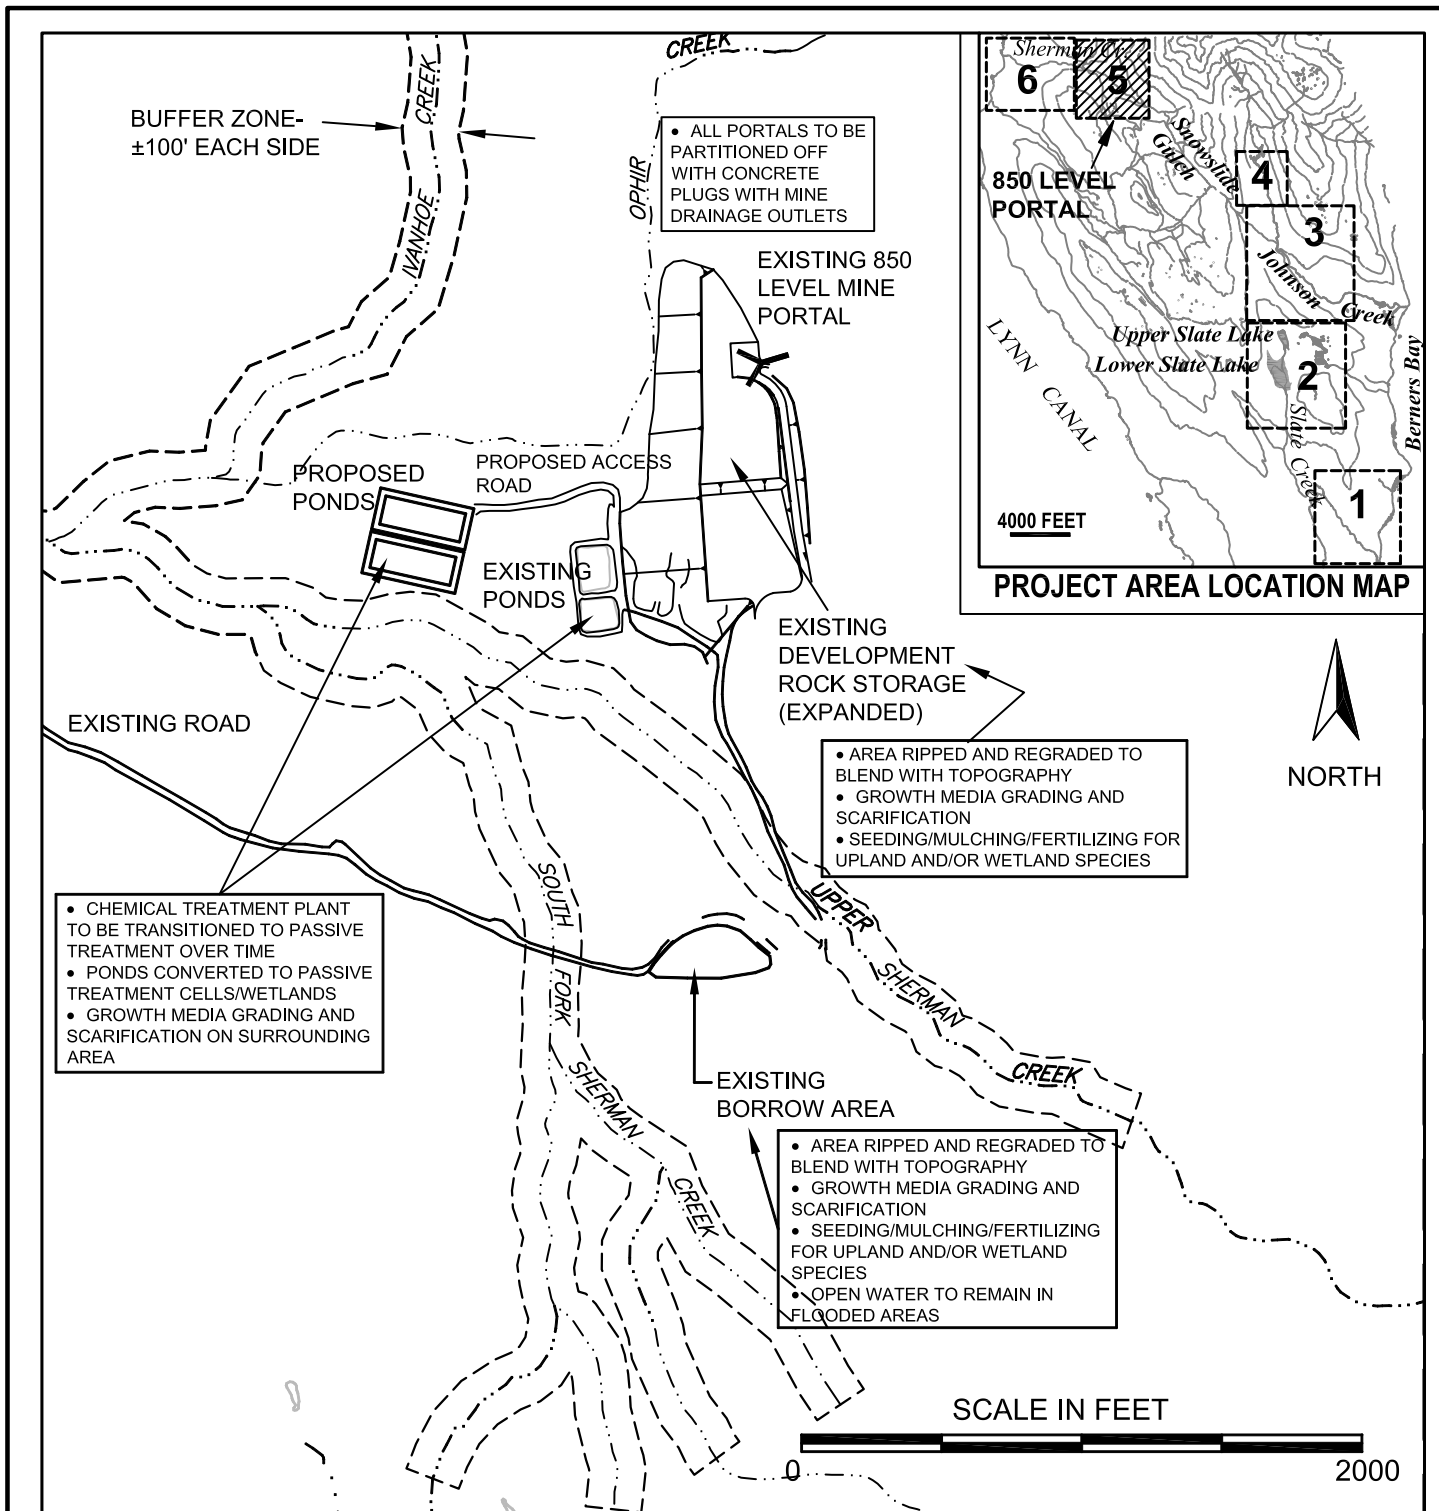 CREEK
IVANHOE
BUFFER ZONE-
±100' EACH SIDE
OPHIR
CREEK
• ALL PORTALS TO BE
PARTITIONED OFF
WITH CONCRETE
PLUGS WITH MINE
DRAINAGE OUTLETS
EXISTING 850
LEVEL MINE
PORTAL
Sherman Cr.
6
5
Snowslide
Gulch
850 LEVEL
PORTAL
4
3
Johnson
Creek
Upper Slate Lake
Lower Slate Lake
2
LYNN CANAL
Berners Bay
Slate Creek
1
4000 FEET
PROJECT AREA LOCATION MAP
PROPOSED
PONDS
PROPOSED ACCESS
ROAD
EXISTING
PONDS
EXISTING
DEVELOPMENT
ROCK STORAGE
(EXPANDED)
NORTH
EXISTING ROAD
• AREA RIPPED AND REGRADED TO
BLEND WITH TOPOGRAPHY
• GROWTH MEDIA GRADING AND
SCARIFICATION
• SEEDING/MULCHING/FERTILIZING FOR
UPLAND AND/OR WETLAND SPECIES
• CHEMICAL TREATMENT PLANT
TO BE TRANSITIONED TO PASSIVE
TREATMENT OVER TIME
• PONDS CONVERTED TO PASSIVE
TREATMENT CELLS/WETLANDS
• GROWTH MEDIA GRADING AND
SCARIFICATION ON SURROUNDING
AREA
SOUTH
FORK
SHERMAN
CREEK
UPPER
SHERMAN
CREEK
EXISTING
BORROW AREA
• AREA RIPPED AND REGRADED TO
BLEND WITH TOPOGRAPHY
• GROWTH MEDIA GRADING AND
SCARIFICATION
• SEEDING/MULCHING/FERTILIZING
FOR UPLAND AND/OR WETLAND
SPECIES
• OPEN WATER TO REMAIN IN
FLOODED AREAS
SCALE IN FEET
0
2000